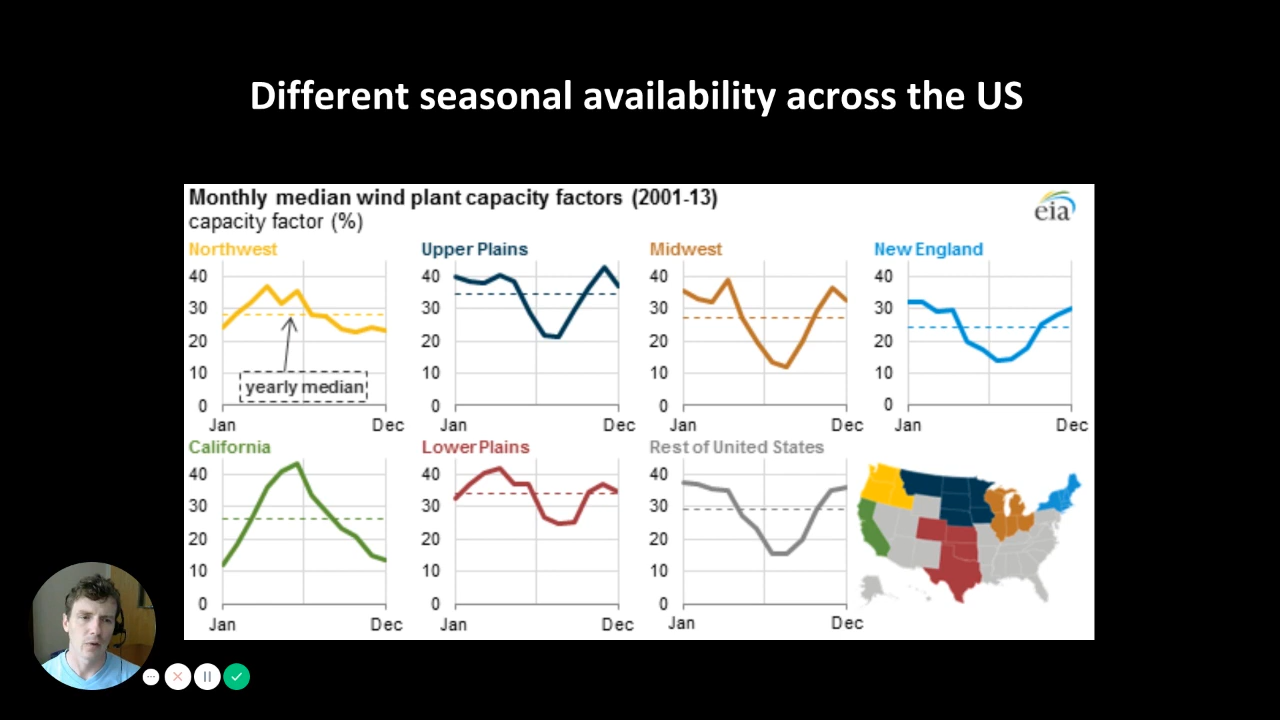 Different seasonal availability across the US
Monthly median wind plant capacity factors (2001-13)
capacity factor (%)
eia
Northwest
40
30
20
10
0
Jan Dec
yearly median
Upper Plains
40
30
20
10
0
Jan Dec
Midwest
40
30
20
10
0
Jan Dec
New England
40
30
20
10
0
Jan Dec
California
40
30
20
10
0
Jan Dec
Lower Plains
40
30
20
10
0
Jan Dec
Rest of United States
40
30
20
10
0
Jan Dec